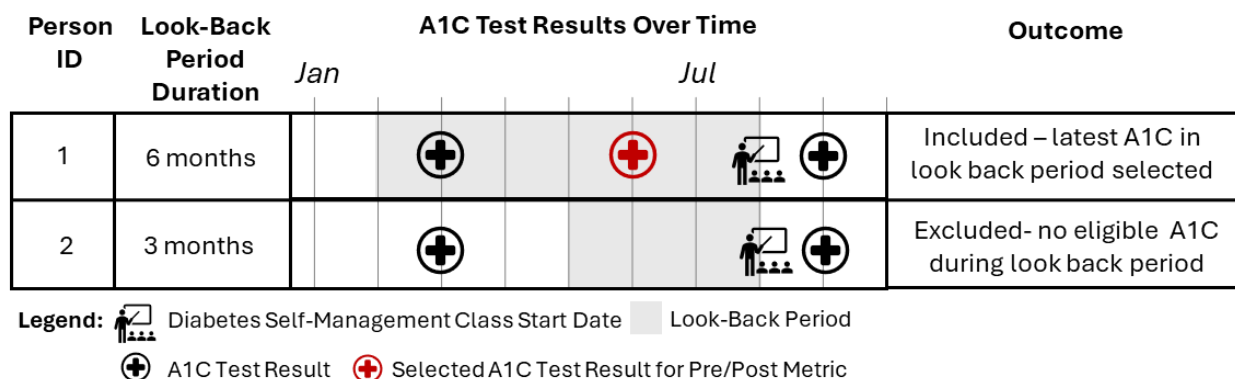 Person ID
Look-Back Period Duration
A1C Test Results Over Time
Outcome
Jan
Jul
1
6 months
Included – latest A1C in
look back period selected
2
3 months
Excluded- no eligible A1C
during look back period
Legend: Diabetes Self-Management Class Start Date Look-Back Period
A1C Test Result Selected A1C Test Result for Pre/Post Metric